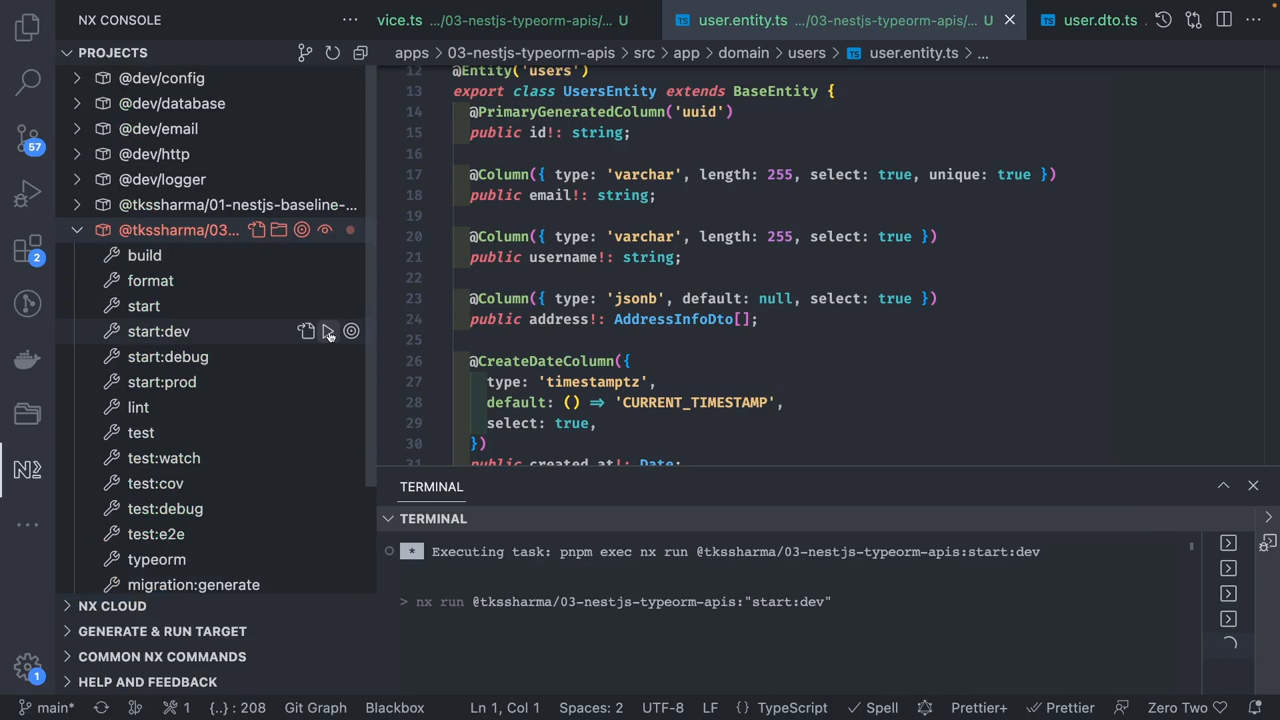 NX CONSOLE
PROJECTS
@dev/config
@dev/database
@dev/email
@dev/http
@dev/logger
@tkssharma/01-nestjs-baseline-...
@tkssharma/03...
build
format
start
start:dev
start:debug
start:prod
lint
test
test:watch
test:cov
test:debug
test:e2e
typeorm
migration:generate
NX CLOUD
GENERATE & RUN TARGET
COMMON NX COMMANDS
HELP AND FEEDBACK
57
2
1
vice.ts .../03-nestjs-typeorm-apis/... U
TS user.entity.ts .../03-nestjs-typeorm-apis/... U
TS user.dto.ts
apps > 03-nestjs-typeorm-apis > src > app > domain > users > TS user.entity.ts > ...
12 @Entity('users')
13 export class UsersEntity extends BaseEntity {
14 @PrimaryGeneratedColumn('uuid')
15 public id!: string;
16
17 @Column({ type: 'varchar', length: 255, select: true, unique: true })
18 public email!: string;
19
20 @Column({ type: 'varchar', length: 255, select: true })
21 public username!: string;
22
23 @Column({ type: 'jsonb', default: null, select: true })
24 public address!: AddressInfoDto[];
25
26 @CreateDateColumn({
27 type: 'timestamptz',
28 default: () => 'CURRENT_TIMESTAMP',
29 select: true,
30 })
31 public created_at!: Date;
TERMINAL
TERMINAL
* Executing task: pnpm exec nx run @tkssharma/03-nestjs-typeorm-apis:start:dev
> nx run @tkssharma/03-nestjs-typeorm-apis:"start:dev"
main* 1 {..} : 208 Git Graph Blackbox Ln 1, Col 1 Spaces: 2 UTF-8 LF {} TypeScript Spell Prettier+ Prettier Zero Two